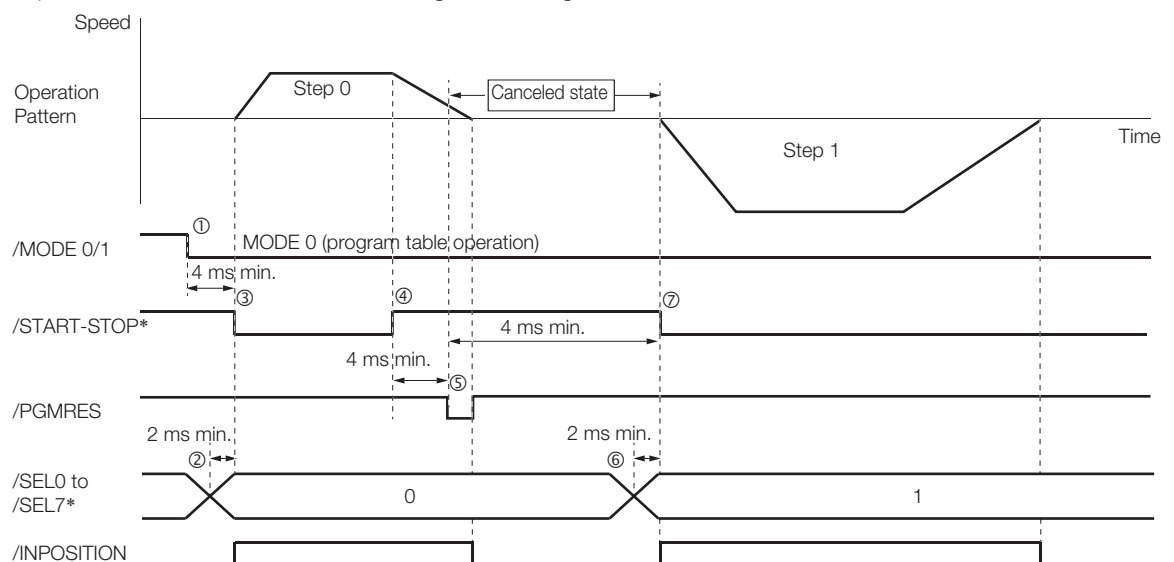 Speed
Step 0
Canceled state
Operation
Pattern
Time
Step 1
①
/MODE 0/1
MODE 0 (program table operation)
4 ms min.
③
④
⑦
/START-STOP*
4 ms min.
4 ms min.
⑤
/PGMRES
2 ms min.
2 ms min.
②
⑥
/SEL0 to
/SEL7*
0
1
/INPOSITION